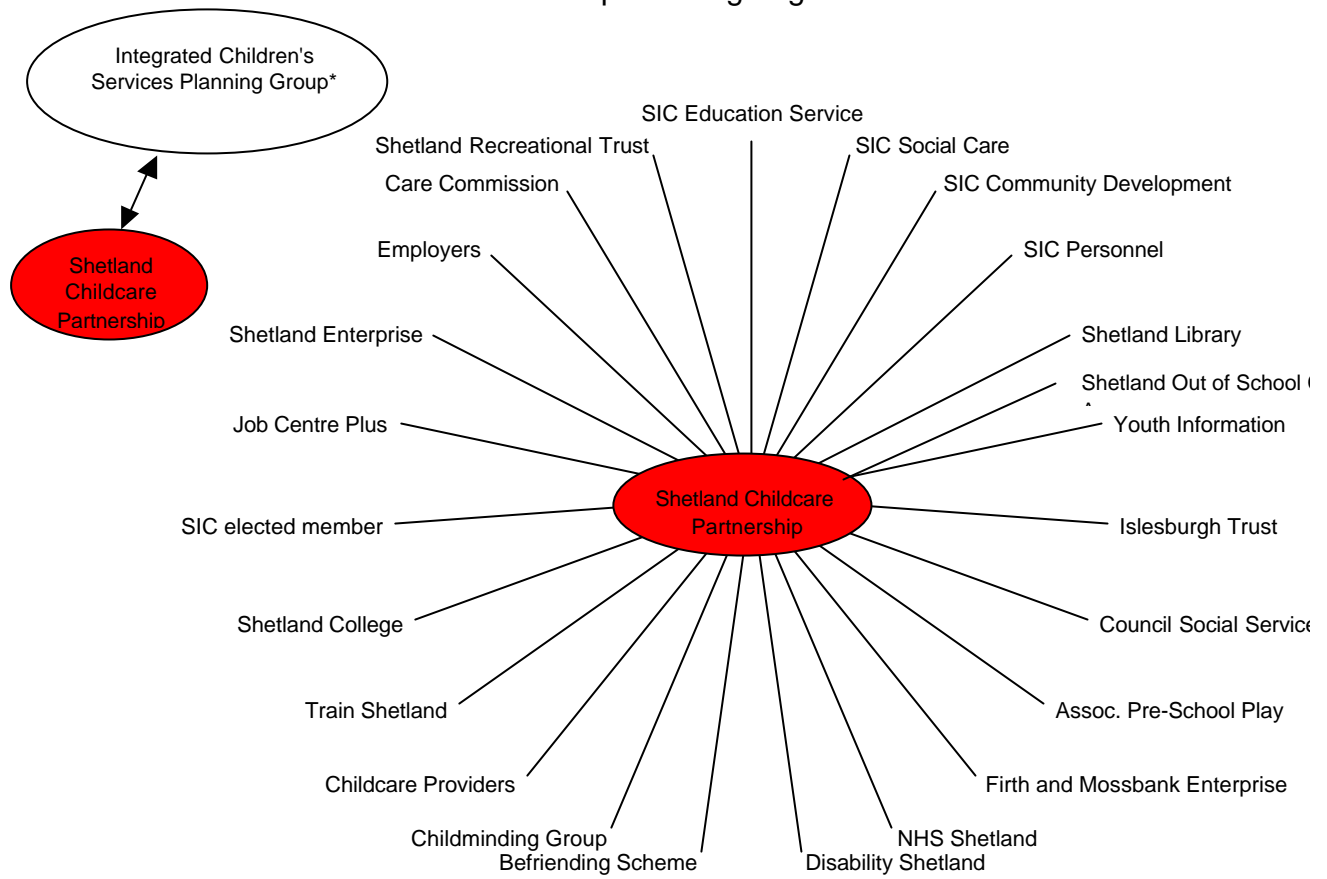 Integrated Children's
Services Planning Group*
SIC Education Service
Shetland Recreational Trust
SIC Social Care
Care Commission
SIC Community Development
Employers
SIC Personnel
Shetland
Childcare
Partnership
Shetland Enterprise
Shetland Library
Shetland Out of School
Job Centre Plus
Youth Information
Shetland Childcare
Partnership
SIC elected member
Islesburgh Trust
Shetland College
Council Social Service
Train Shetland
Assoc. Pre-School Play
Childcare Providers
Firth and Mossbank Enterprise
Childminding Group
NHS Shetland
Befriending Scheme
Disability Shetland